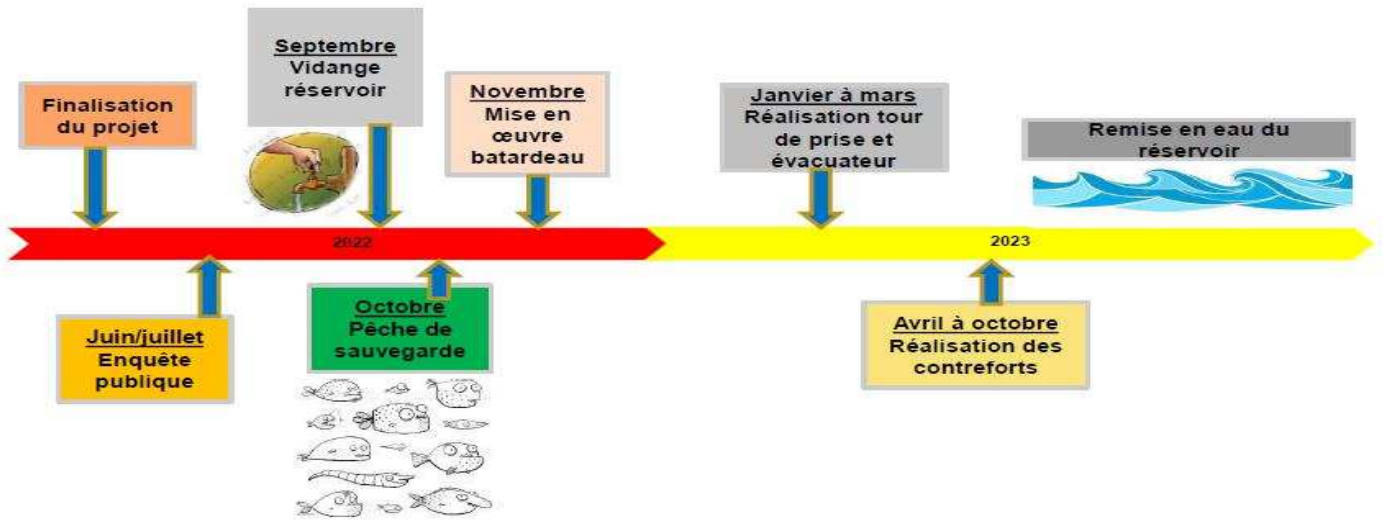 Finalisation
du projet
Septembre
Vidange
réservoir
Novembre
Mise en
œuvre
batardeau
Janvier à mars
Réalisation tour
de prise et
évacuateur
Remise en eau du
réservoir
2022
2023
Juin/juillet
Enquête
publique
Octobre
Pêche de
sauvegarde
Avril à octobre
Réalisation des
contreforts